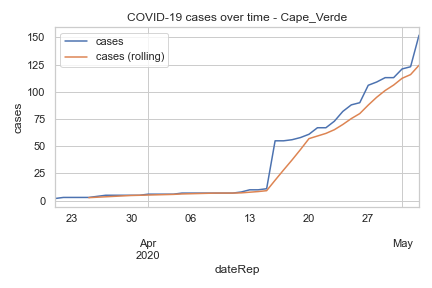 COVID-19 cases over time - Cape_Verde
cases
cases (rolling)
150
125
100
75
50
25
0
cases
23 30 06 13 20 27
Apr May
2020
dateRep